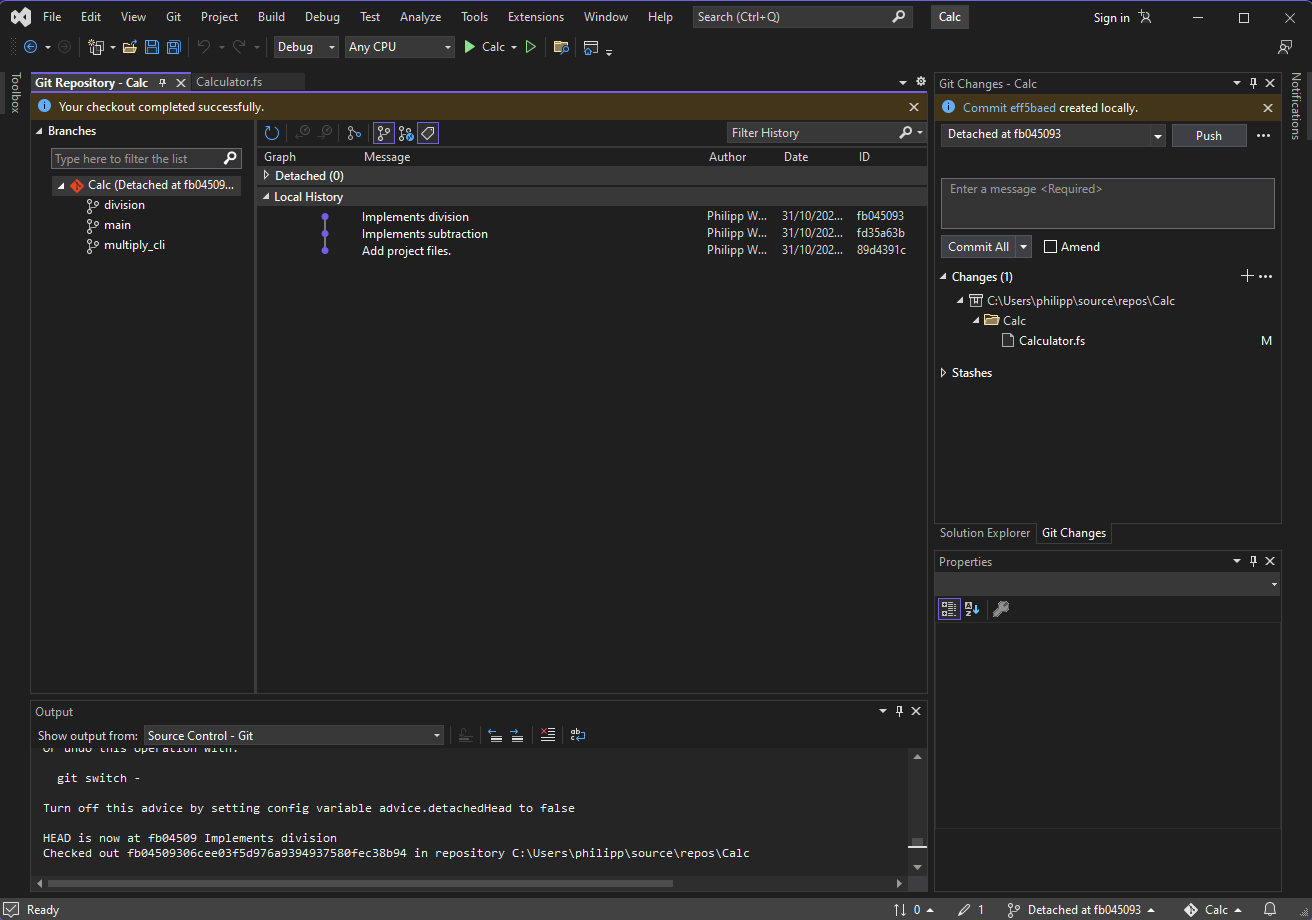 File Edit View Git Project Build Debug Test Analyze Tools Extensions Window Help Search (Ctrl+Q) Calc Sign in
Debug Any CPU Calc
Toolbox
Git Repository - Calc Calculator.fs
Your checkout completed successfully.
Branches
Type here to filter the list
Calc (Detached at fb04509...
division
main
multiply_cli
Filter History
Graph Message Author Date ID
Detached (0)
Local History
Implements division Philipp W... 31/10/202... fb045093
Implements subtraction Philipp W... 31/10/202... fd35a63b
Add project files. Philipp W... 31/10/202... 89d4391c
Git Changes - Calc
Commit eff5baed created locally.
Detached at fb045093 Push
Enter a message <Required>
Commit All Amend
Changes (1)
C:\Users\philipp\source\repos\Calc
Calc
Calculator.fs M
Stashes
Solution Explorer Git Changes
Properties
Notifications
Output
Show output from: Source Control - Git
Or undo this operation with:
git switch -
Turn off this advice by setting config variable advice.detachedHead to false
HEAD is now at fb04509 Implements division
Checked out fb04509306cee03f5d976a9394937580fec38b94 in repository C:\Users\philipp\source\repos\Calc
Ready 0 1 Detached at fb045093 Calc